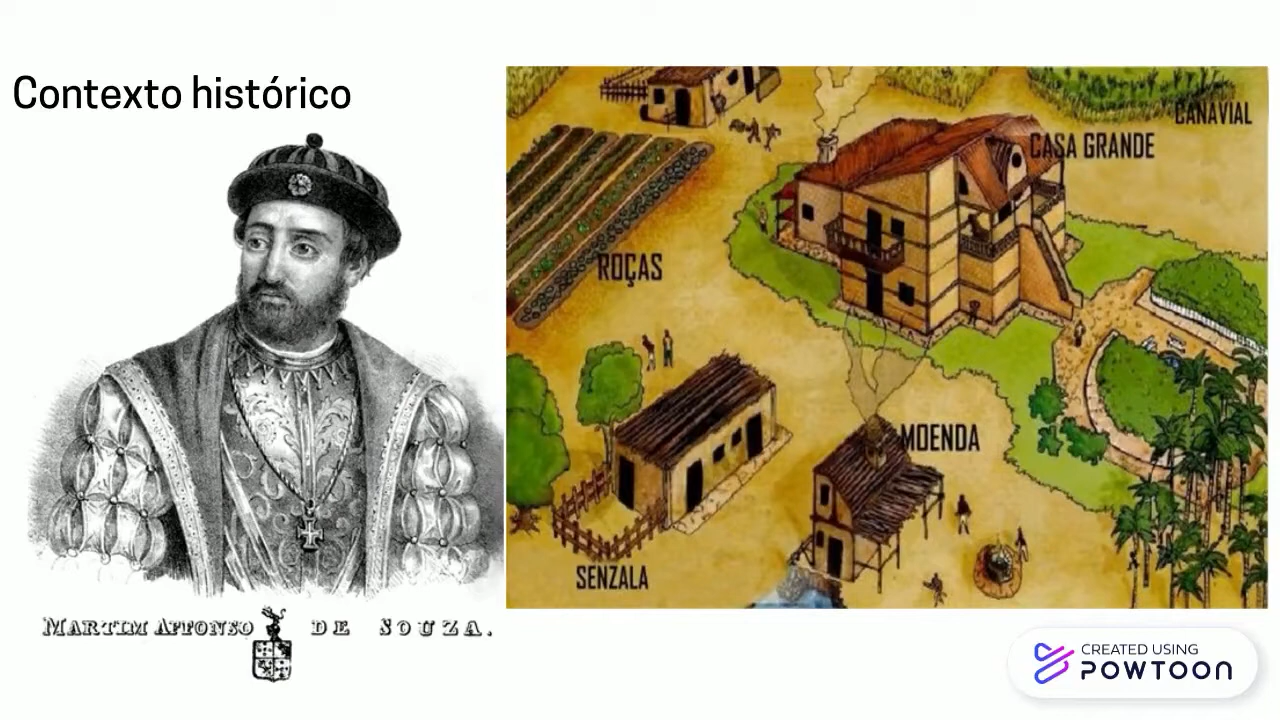 Contexto histórico
MARTIM AFFONSO DE SOUZA.
CANAVIAL
CASA GRANDE
ROÇAS
MOENDA
SENZALA
CREATED USING
POWTOON